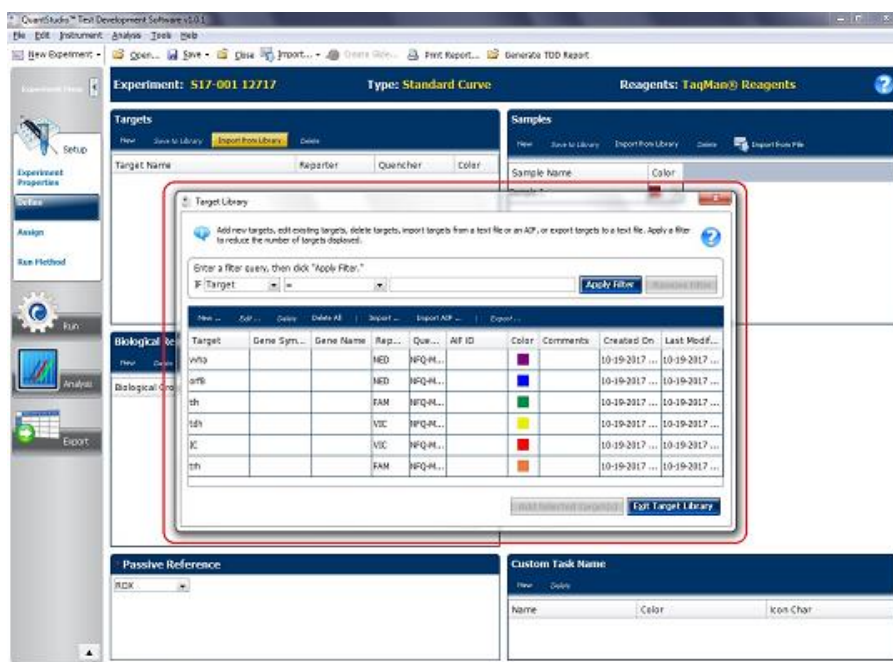 QuantStudio™ Test Development Software v1.0.1
File Edit Instrument Analysis Tools Help
New Experiment Open... Save Close Import... Create Slide... Print Report... Generate TDD Report
Experiment: S17-001 12717 Type: Standard Curve Reagents: TaqMan® Reagents
Setup
Experiment Properties
Define
Assign
Run Method
Run
Analysis
Export
Targets
New Save to Library Import from Library Delete
Target Name Reporter Quencher Color
Samples
New Save to Library Import from Library Delete Import from File
Sample Name Color
Target Library
Add new targets, edit existing targets, delete targets, import targets from a text file or an AIF, or export targets to a text file. Apply a filter
to reduce the number of targets displayed.
Enter a filter query, then click "Apply Filter."
IF Target = Apply Filter
New ... Edit ... Delete Delete All | Import ... Import AIF ... | Export...
Target Gene Sym... Gene Name Rep... Que... AIF ID Color Comments Created On Last Modif...
vvha NED NFQ-M... 10-19-2017 ... 10-19-2017 ...
orf8 NED NFQ-M... 10-19-2017 ... 10-19-2017 ...
tlh FAM NFQ-M... 10-19-2017 ... 10-19-2017 ...
tdh VIC NFQ-M... 10-19-2017 ... 10-19-2017 ...
IC VIC NFQ-M... 10-19-2017 ... 10-19-2017 ...
trh FAM NFQ-M... 10-19-2017 ... 10-19-2017 ...
Add Selected Target(s) Exit Target Library
Biological Re
New
Biological Gro
Passive Reference
ROX
Custom Task Name
New Delete
Name Color Icon Char